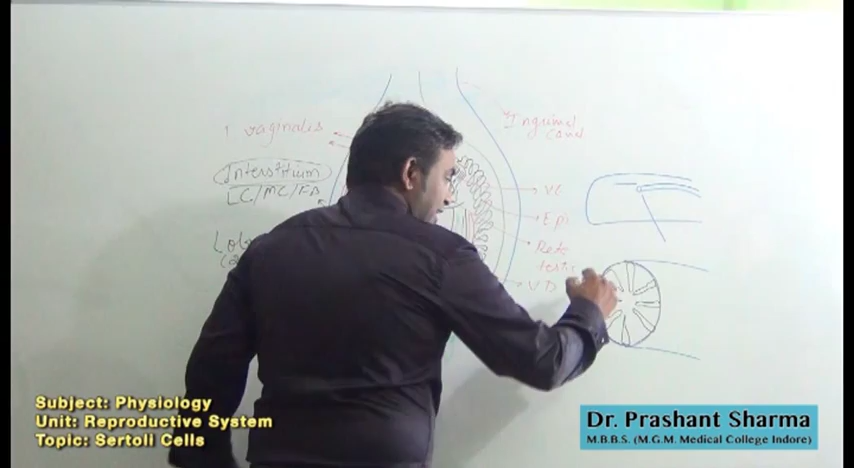 T vaginalis
Interstitium
LC/MC/FB
Inguinal
canal
VC
Epi
Rete
testis
VD
Subject: Physiology
Unit: Reproductive System
Topic: Sertoli Cells
Dr. Prashant Sharma
M.B.B.S. (M.G.M. Medical College Indore)